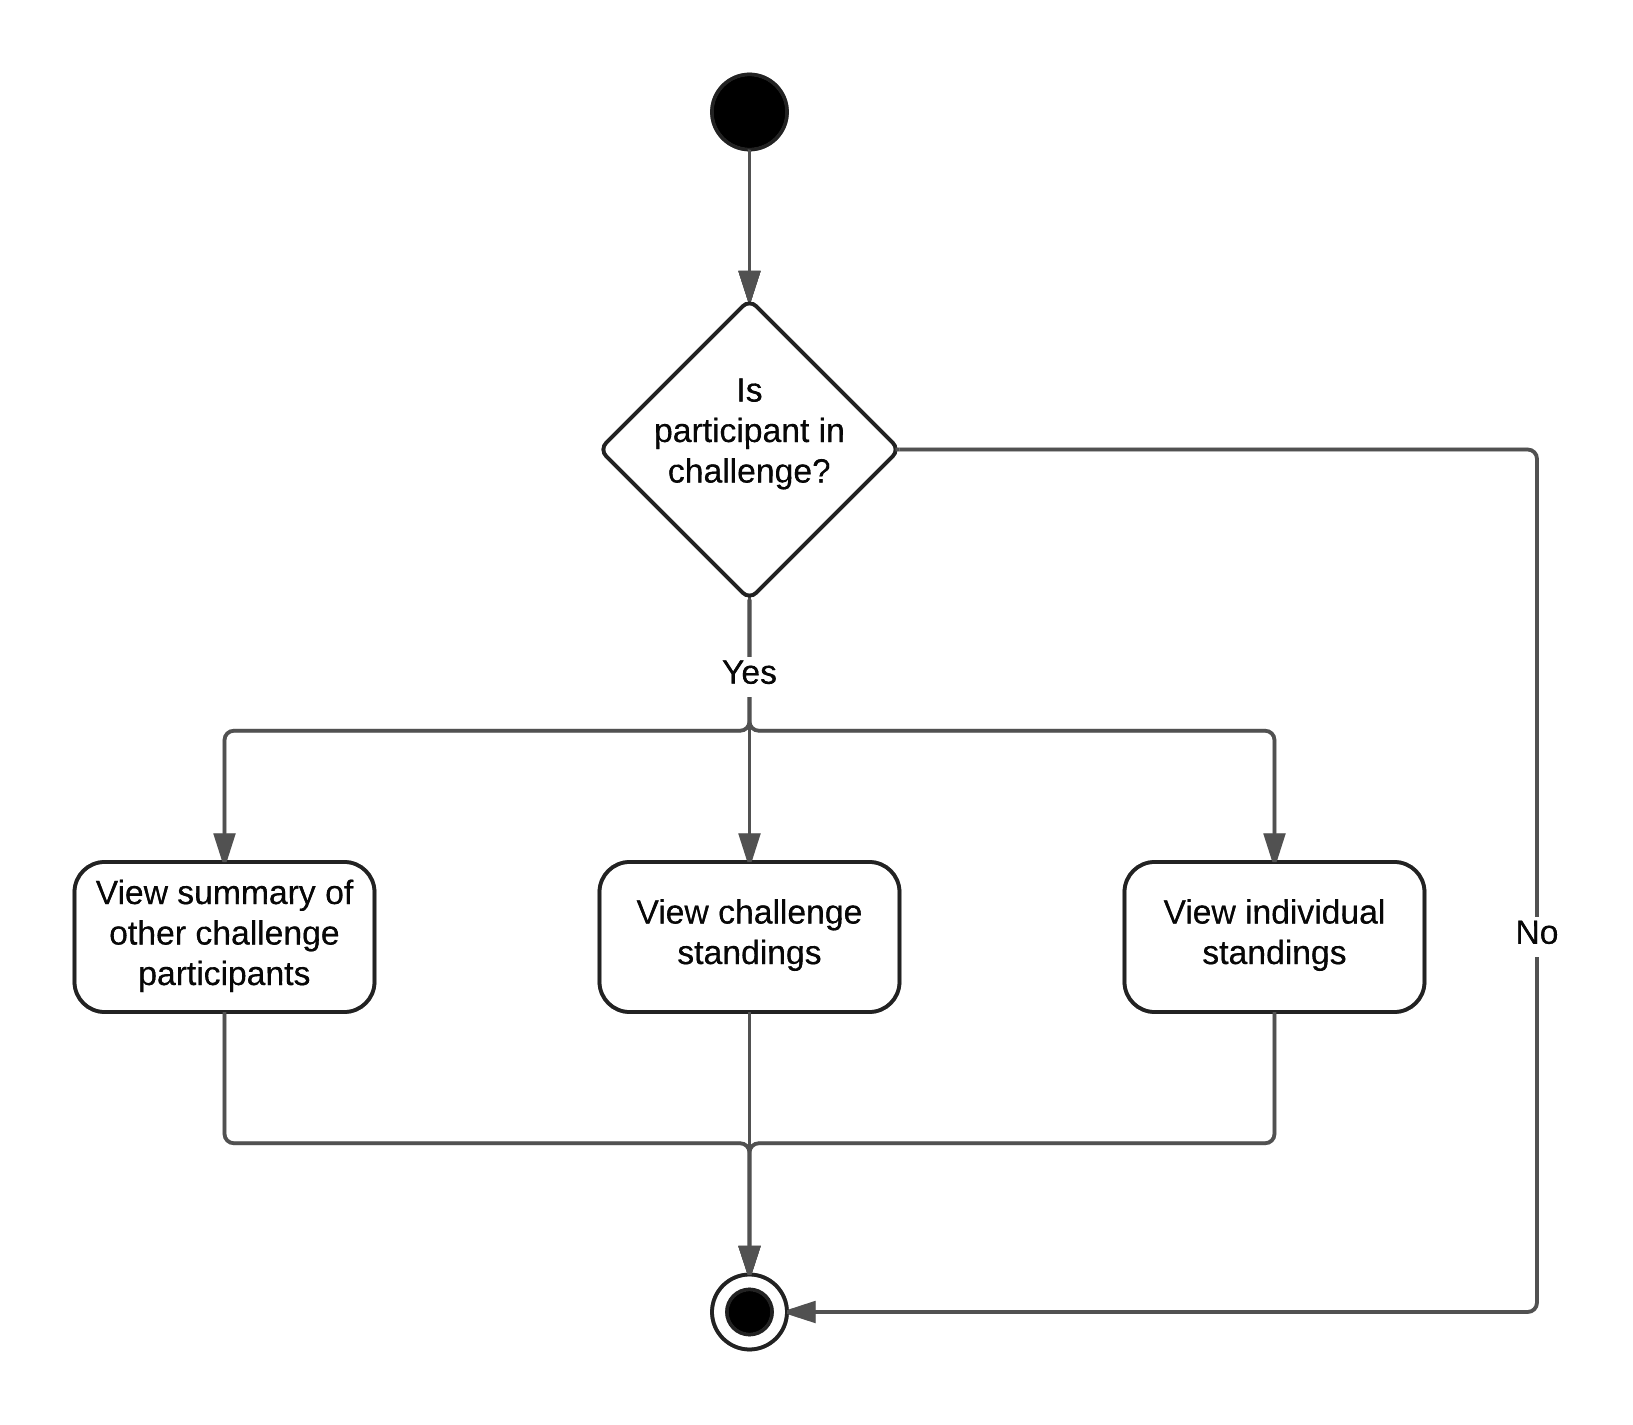 Is
participant in
challenge?
Yes
View summary of
other challenge
participants
View challenge
standings
View individual
standings
No